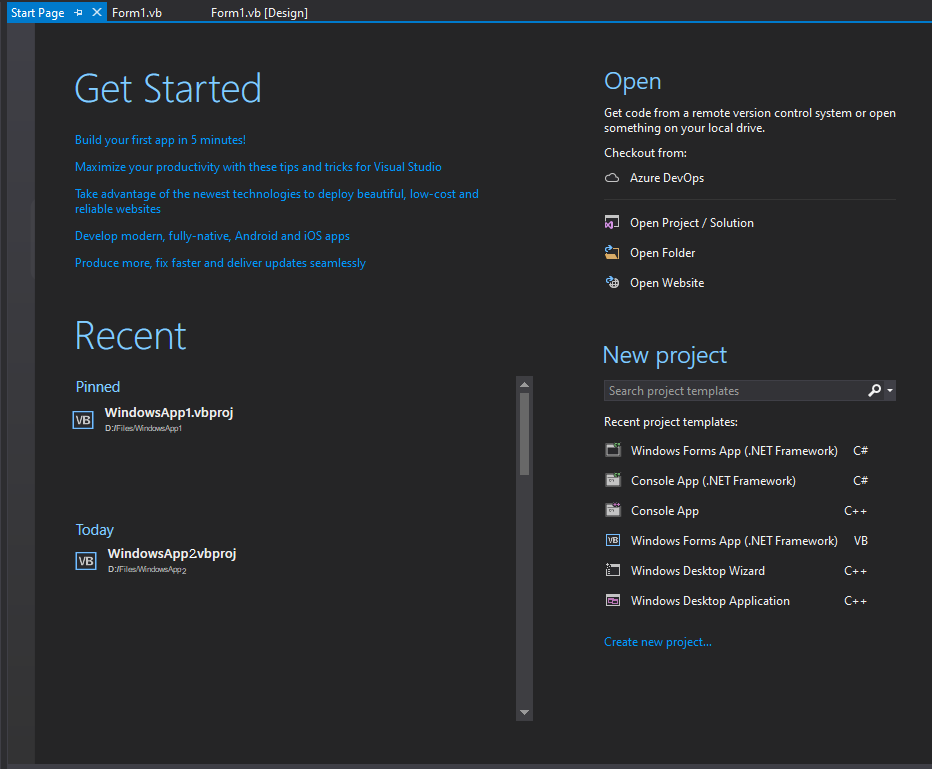 Start Page
Form1.vb
Form1.vb [Design]
Get Started
Build your first app in 5 minutes!
Maximize your productivity with these tips and tricks for Visual Studio
Take advantage of the newest technologies to deploy beautiful, low-cost and
reliable websites
Develop modern, fully-native, Android and iOS apps
Produce more, fix faster and deliver updates seamlessly
Recent
Pinned
VB
WindowsApp1.vbproj
D:/Files/WindowsApp1
Today
VB
WindowsApp2vbproj
D:/Files/WindowsApp2
Open
Get code from a remote version control system or open
something on your local drive.
Checkout from:
Azure DevOps
Open Project / Solution
Open Folder
Open Website
New project
Search project templates
Recent project templates:
Windows Forms App (.NET Framework) C#
Console App (.NET Framework) C#
Console App C++
VB Windows Forms App (.NET Framework) VB
Windows Desktop Wizard C++
Windows Desktop Application C++
Create new project...